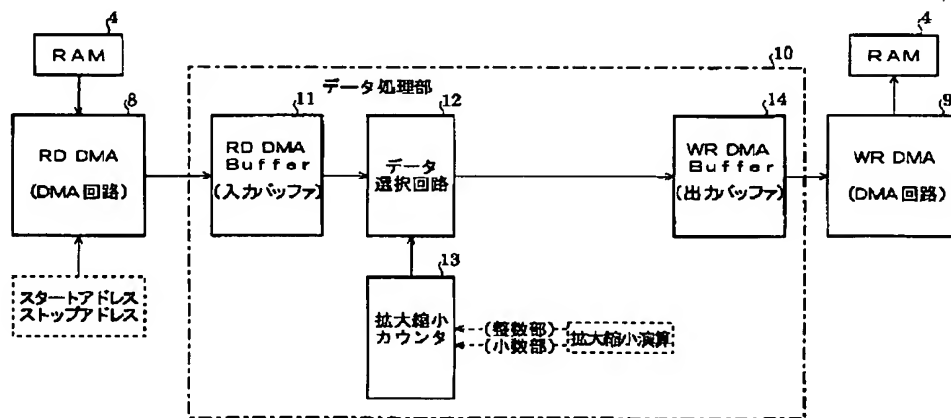 4
RAM
8
RD DMA
(DMA回路)
スタートアドレス
ストップアドレス
10
データ処理部
11
RD DMA
Buffer
(入力バッファ)
12
データ
選択回路
13
拡大縮小
カウンタ
(整数部)
(小数部)
拡大縮小演算
14
WR DMA
Buffer
(出力バッファ)
4
RAM
9
WR DMA
(DMA回路)